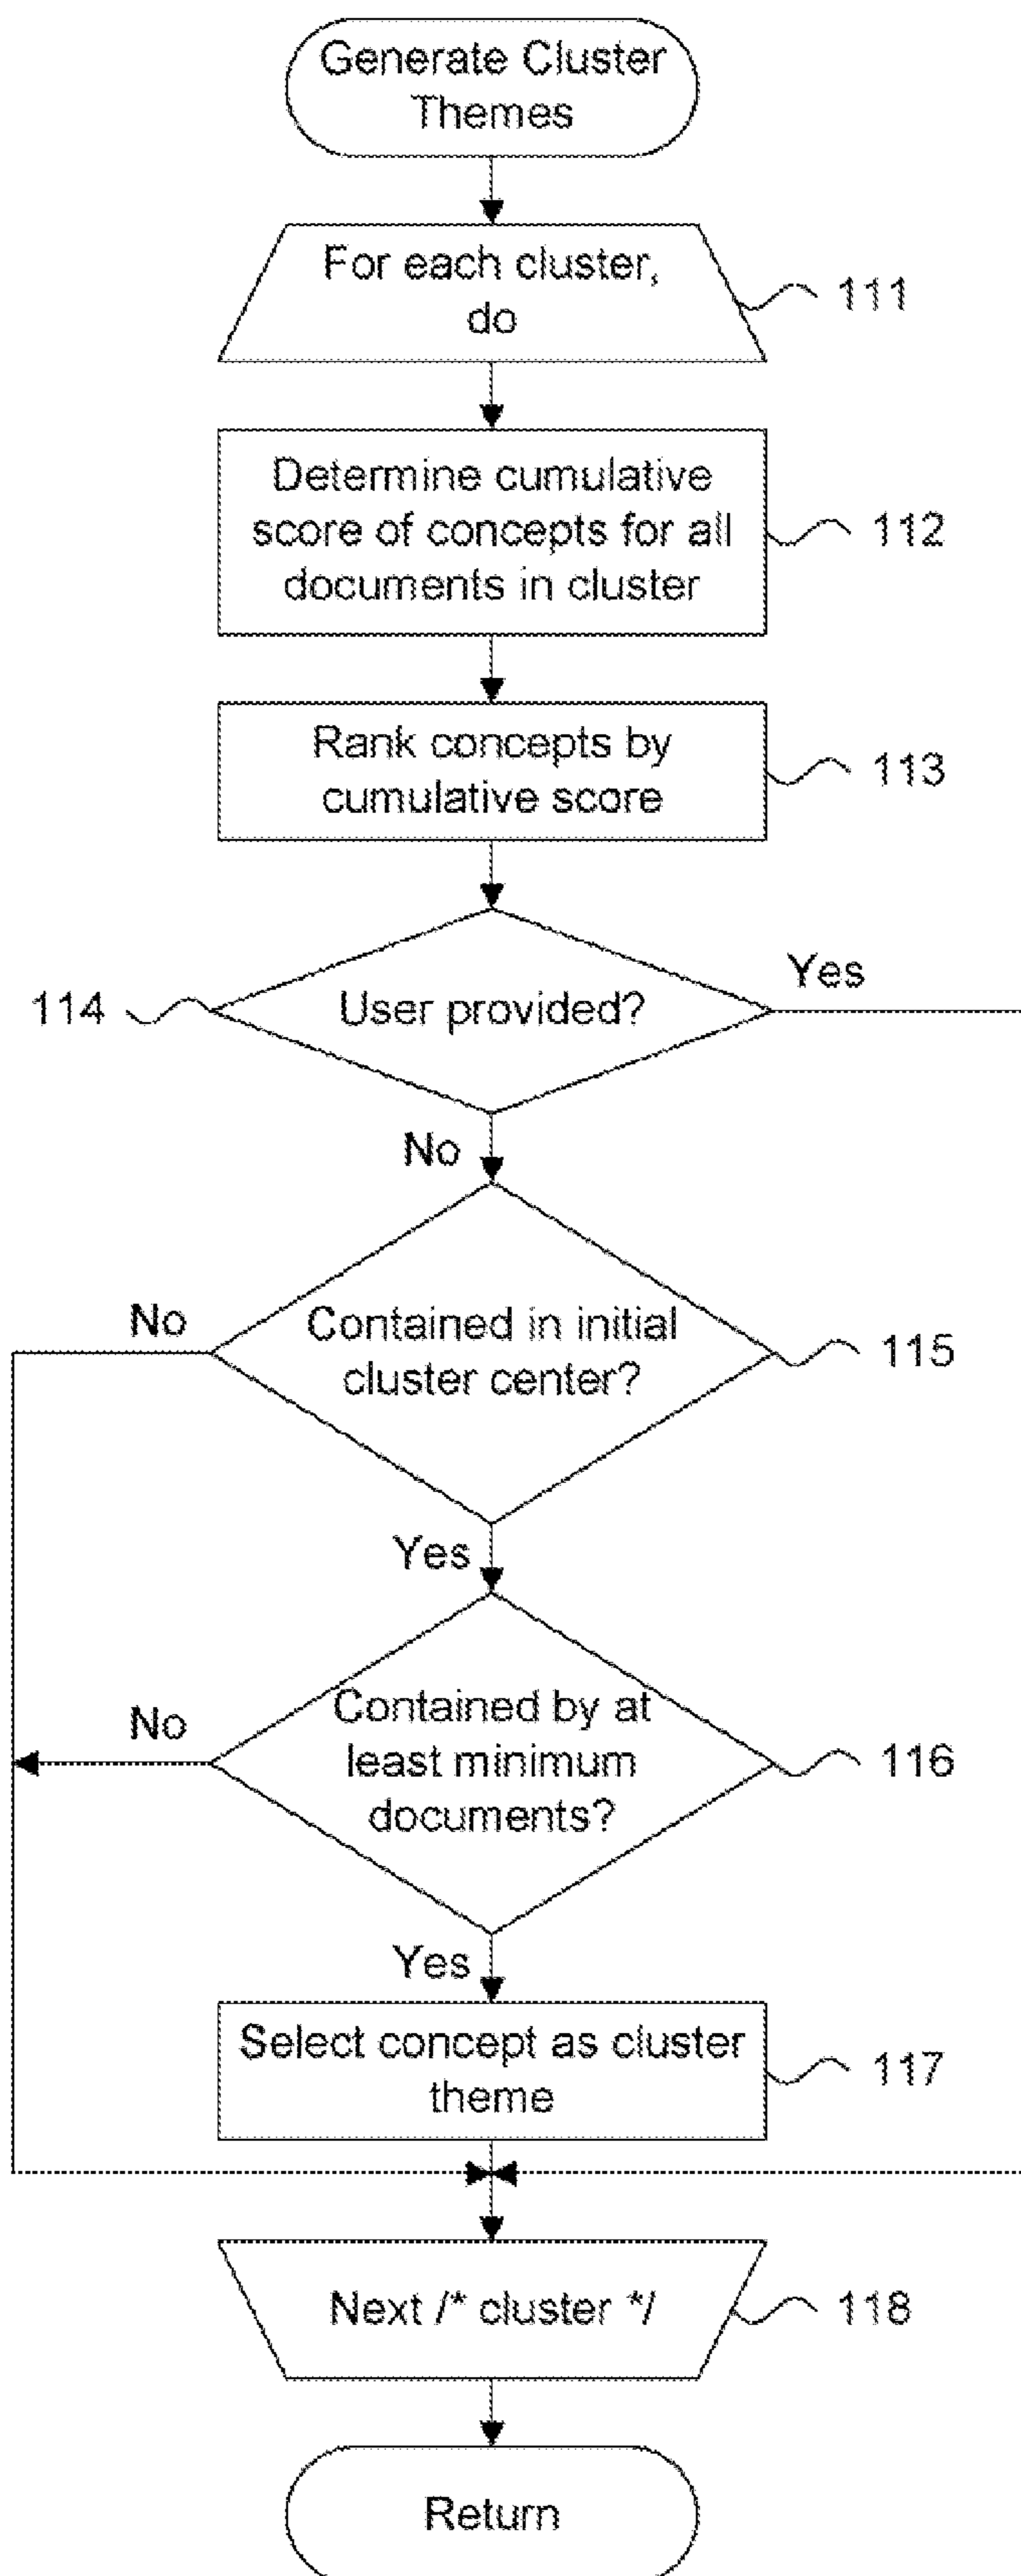 Generate Cluster
Themes
For each cluster,
do
111
Determine cumulative
score of concepts for all
documents in cluster
112
Rank concepts by
cumulative score
113
114
User provided?
Yes
No
No
Contained in initial
cluster center?
115
Yes
No
Contained by at
least minimum
documents?
116
Yes
Select concept as cluster
theme
117
Next /* cluster */
118
Return